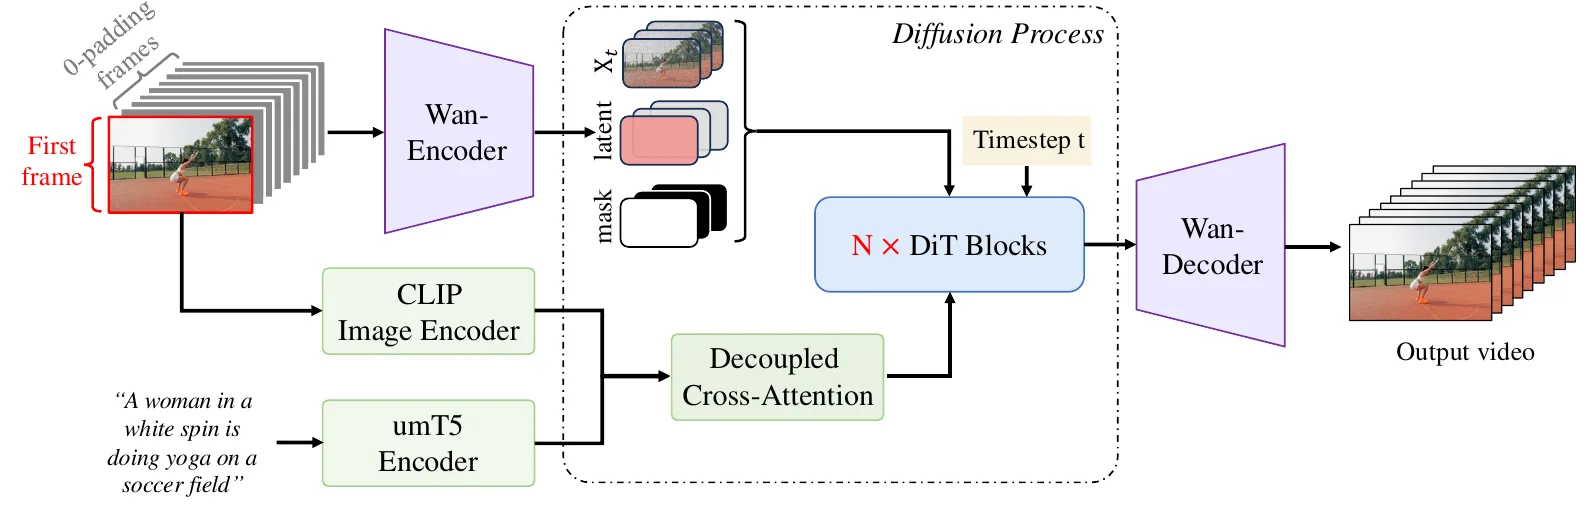 0-padding
frames
First
frame
Wan-
Encoder
X_t
latent
mask
Diffusion Process
Timestep t
N × DiT Blocks
Wan-
Decoder
Output video
CLIP
Image Encoder
Decoupled
Cross-Attention
“A woman in a
white spin is
doing yoga on a
soccer field”
umT5
Encoder